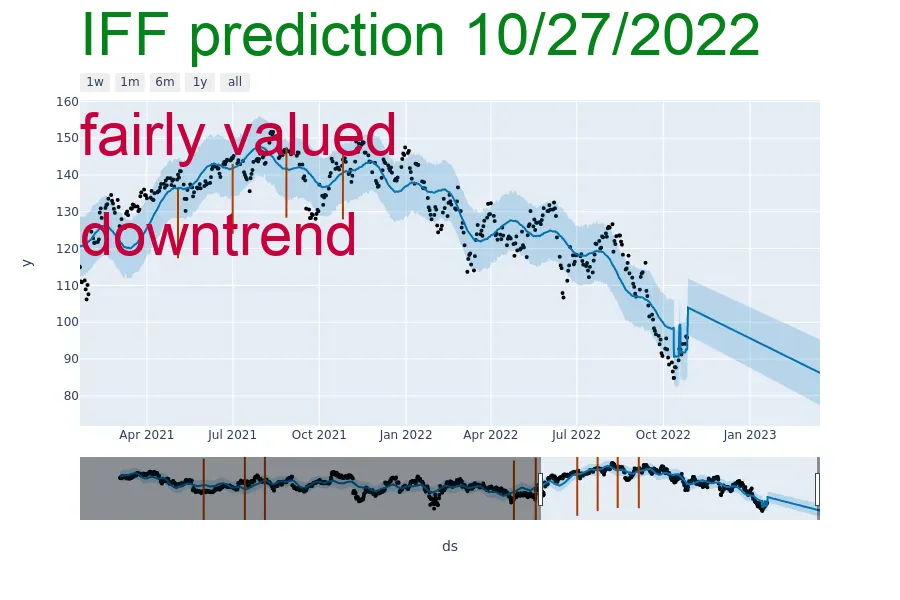 IFF prediction 10/27/2022
1w 1m 6m 1y all
160
fairly valued
150
140
130
downtrend
120
110
100
90
80
y
Apr 2021 Jul 2021 Oct 2021 Jan 2022 Apr 2022 Jul 2022 Oct 2022 Jan 2023
ds